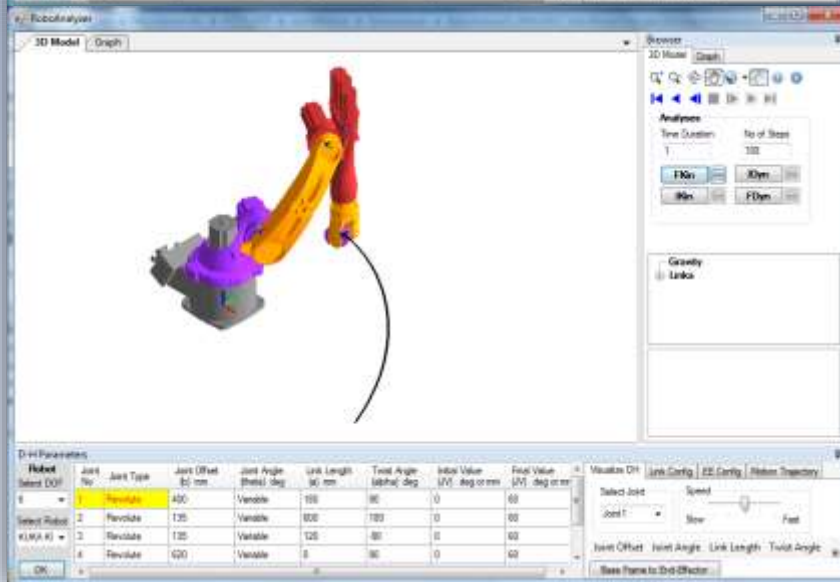 RoboAnalyzer
3D Model Graph
Browser
3D Model Graph
Analyses
Time Duration No of Steps
1 100
FKin IDyn
IKin FDyn
Gravity
Links
D-H Parameters
Robot
Select DOF
6
Select Robot
KUKA KI
OK
Joint No Joint Type Joint Offset (b) mm Joint Angle (theta) deg Link Length (a) mm Twist Angle (alpha) deg Initial Value (JV) deg or mm Final Value (JV) deg or mm
1 Revolute 400 Variable 180 90 0 60
2 Revolute 135 Variable 600 180 0 60
3 Revolute 135 Variable 120 -90 0 60
4 Revolute 620 Variable 0 90 0 60
Visualize DH Link Config EE Config Motion Trajectory
Select Joint Speed
Joint1
Slow Fast
Joint Offset Joint Angle Link Length Twist Angle
Base Frame to End-Effector